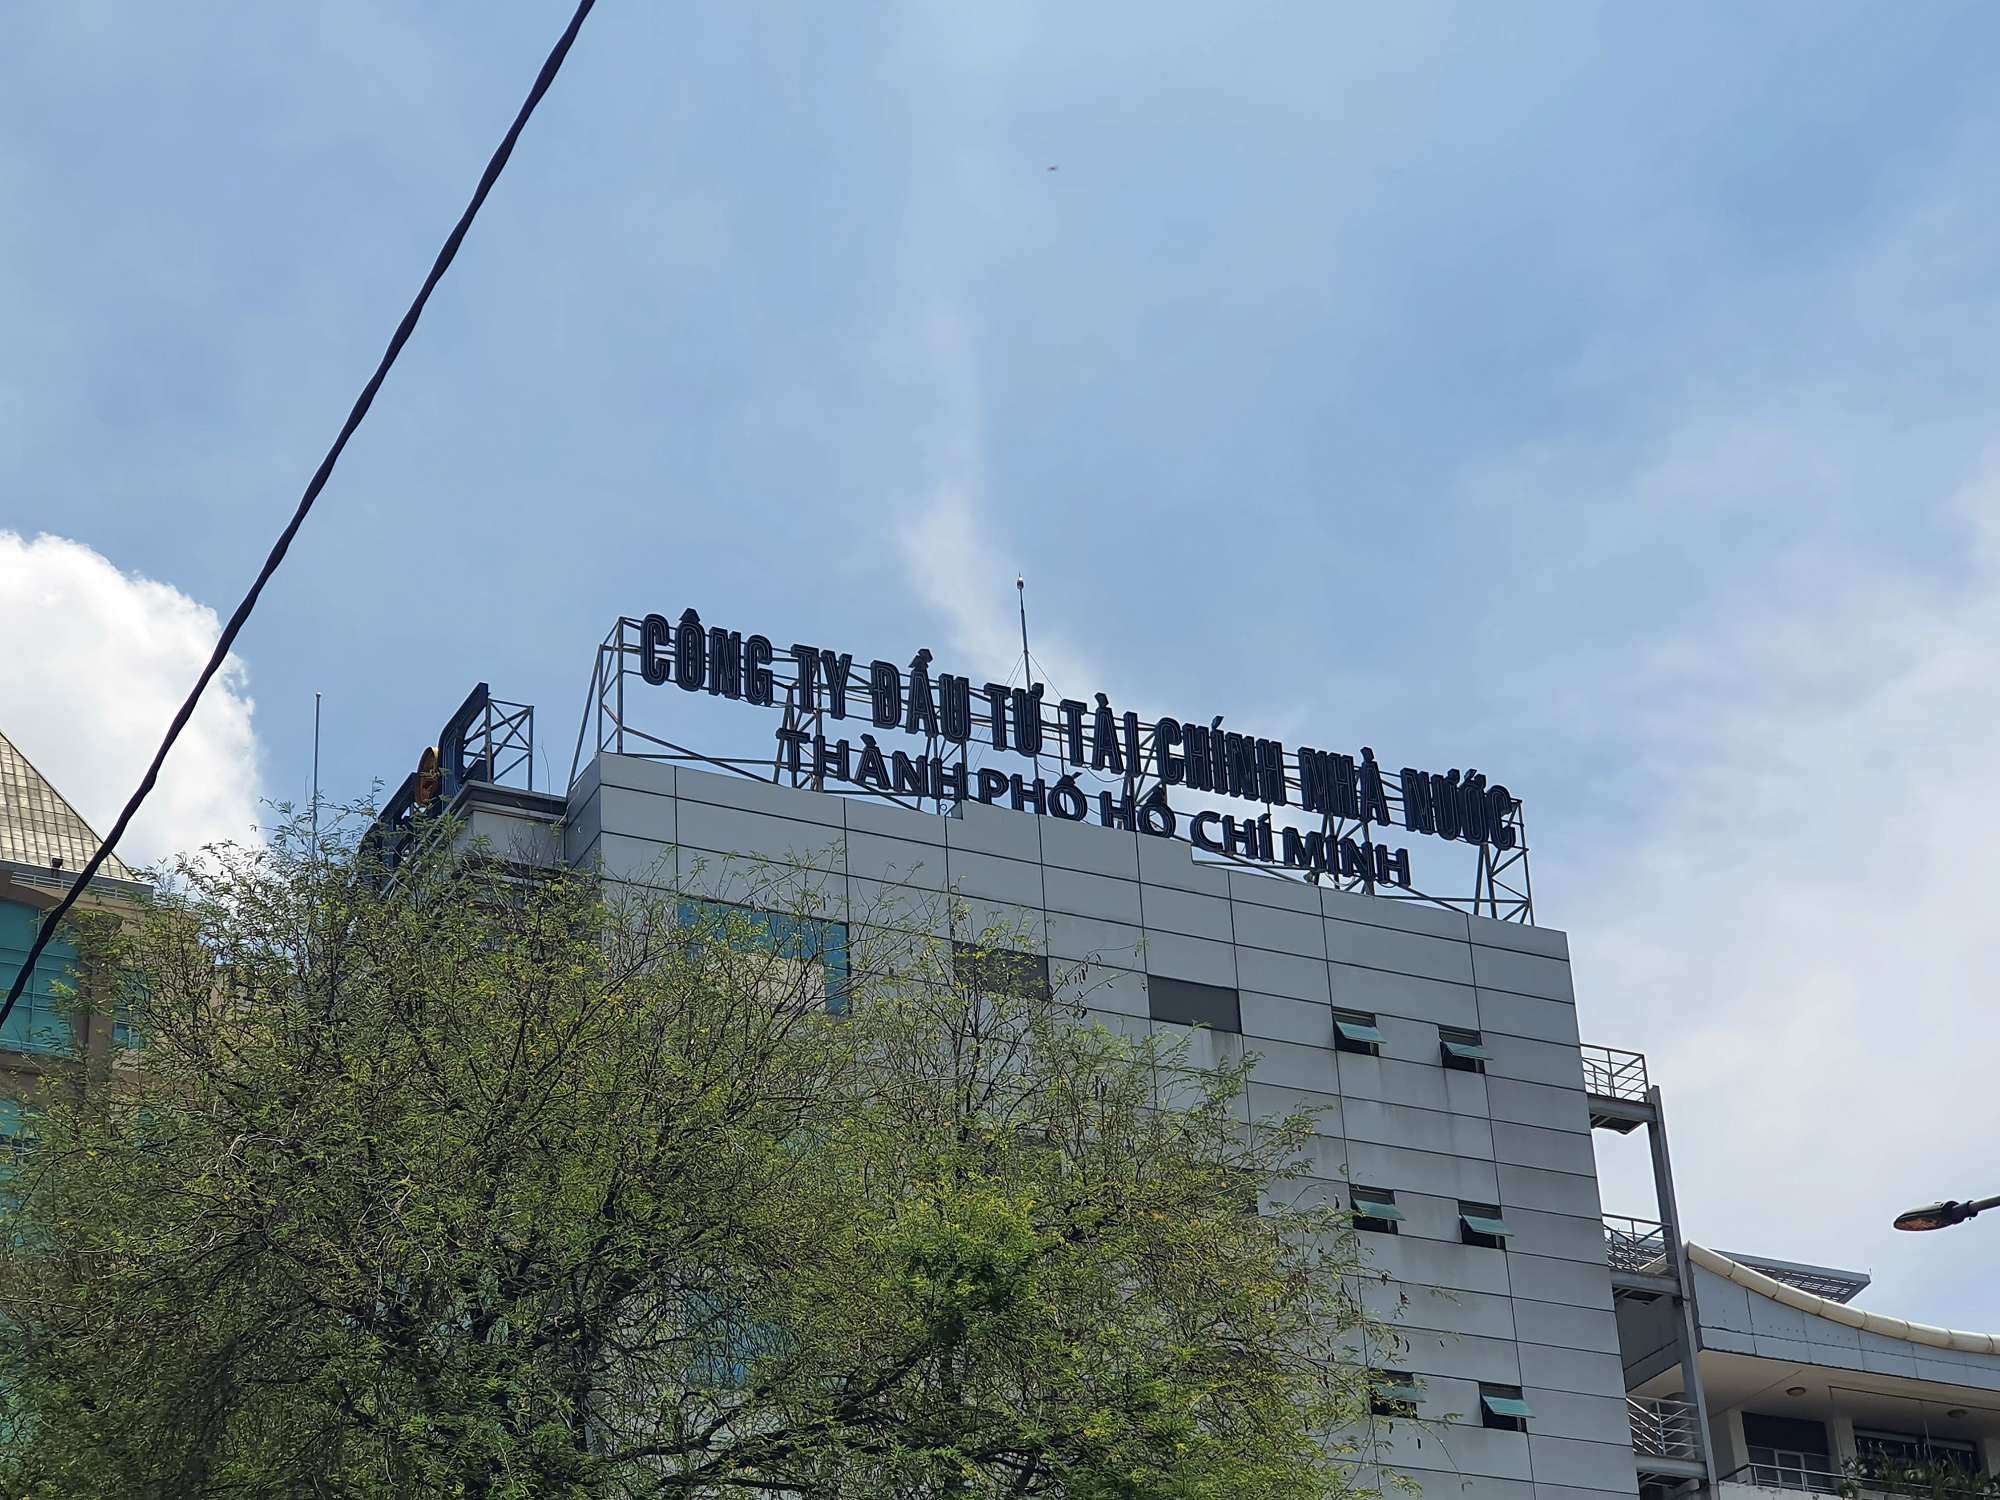 CÔNG TY ĐẦU TƯ TÀI CHÍNH NHÀ NƯỚC
THÀNH PHỐ HỒ CHÍ MINH